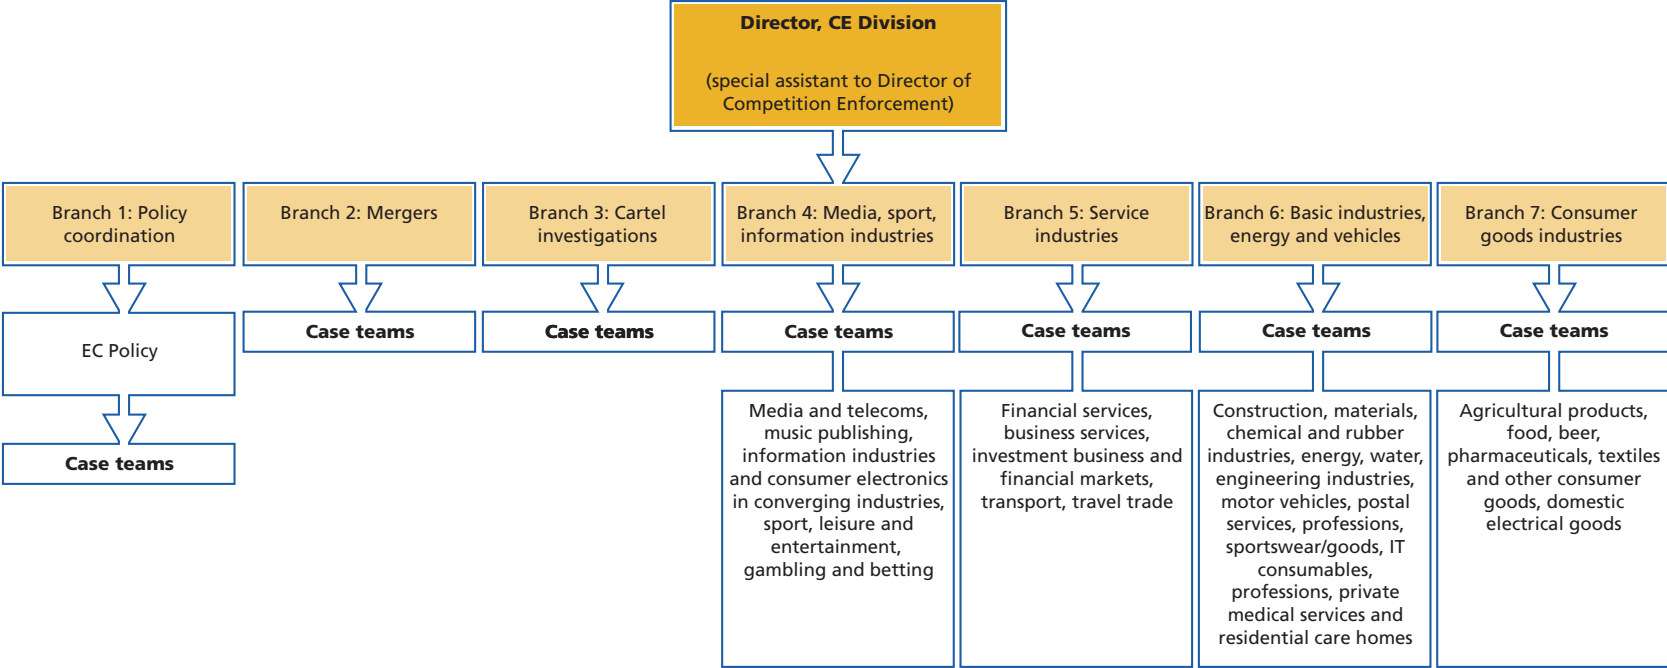 Director, CE Division
(special assistant to Director of
Competition Enforcement)
Branch 1: Policy
coordination
Branch 2: Mergers
Branch 3: Cartel
investigations
Branch 4: Media, sport,
information industries
Branch 5: Service
industries
Branch 6: Basic industries,
energy and vehicles
Branch 7: Consumer
goods industries
EC Policy
Case teams
Case teams
Case teams
Case teams
Case teams
Case teams
Case teams
Media and telecoms,
music publishing,
information industries
and consumer electronics
in converging industries,
sport, leisure and
entertainment,
gambling and betting
Financial services,
business services,
investment business and
financial markets,
transport, travel trade
Construction, materials,
chemical and rubber
industries, energy, water,
engineering industries,
motor vehicles, postal
services, professions,
sportswear/goods, IT
consumables,
professions, private
medical services and
residential care homes
Agricultural products,
food, beer,
pharmaceuticals, textiles
and other consumer
goods, domestic
electrical goods